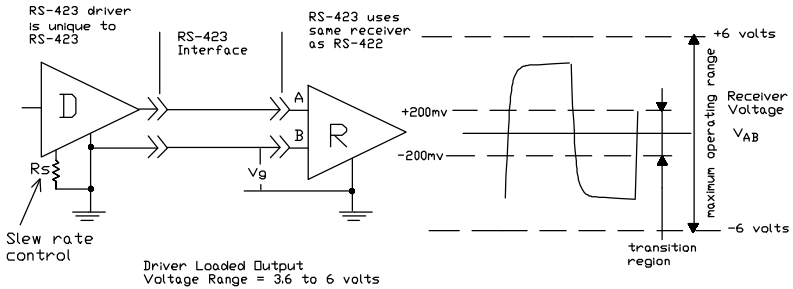 RS-423 driver
is unique to
RS-423
RS-423
Interface
RS-423 uses
same receiver
as RS-422
D
A
B
R
Rs
Vg
Slew rate
control
Driver Loaded Output
Voltage Range = 3.6 to 6 volts
+6 volts
+200mv
-200mv
-6 volts
maximum operating range
Receiver
Voltage
VAB
transition
region